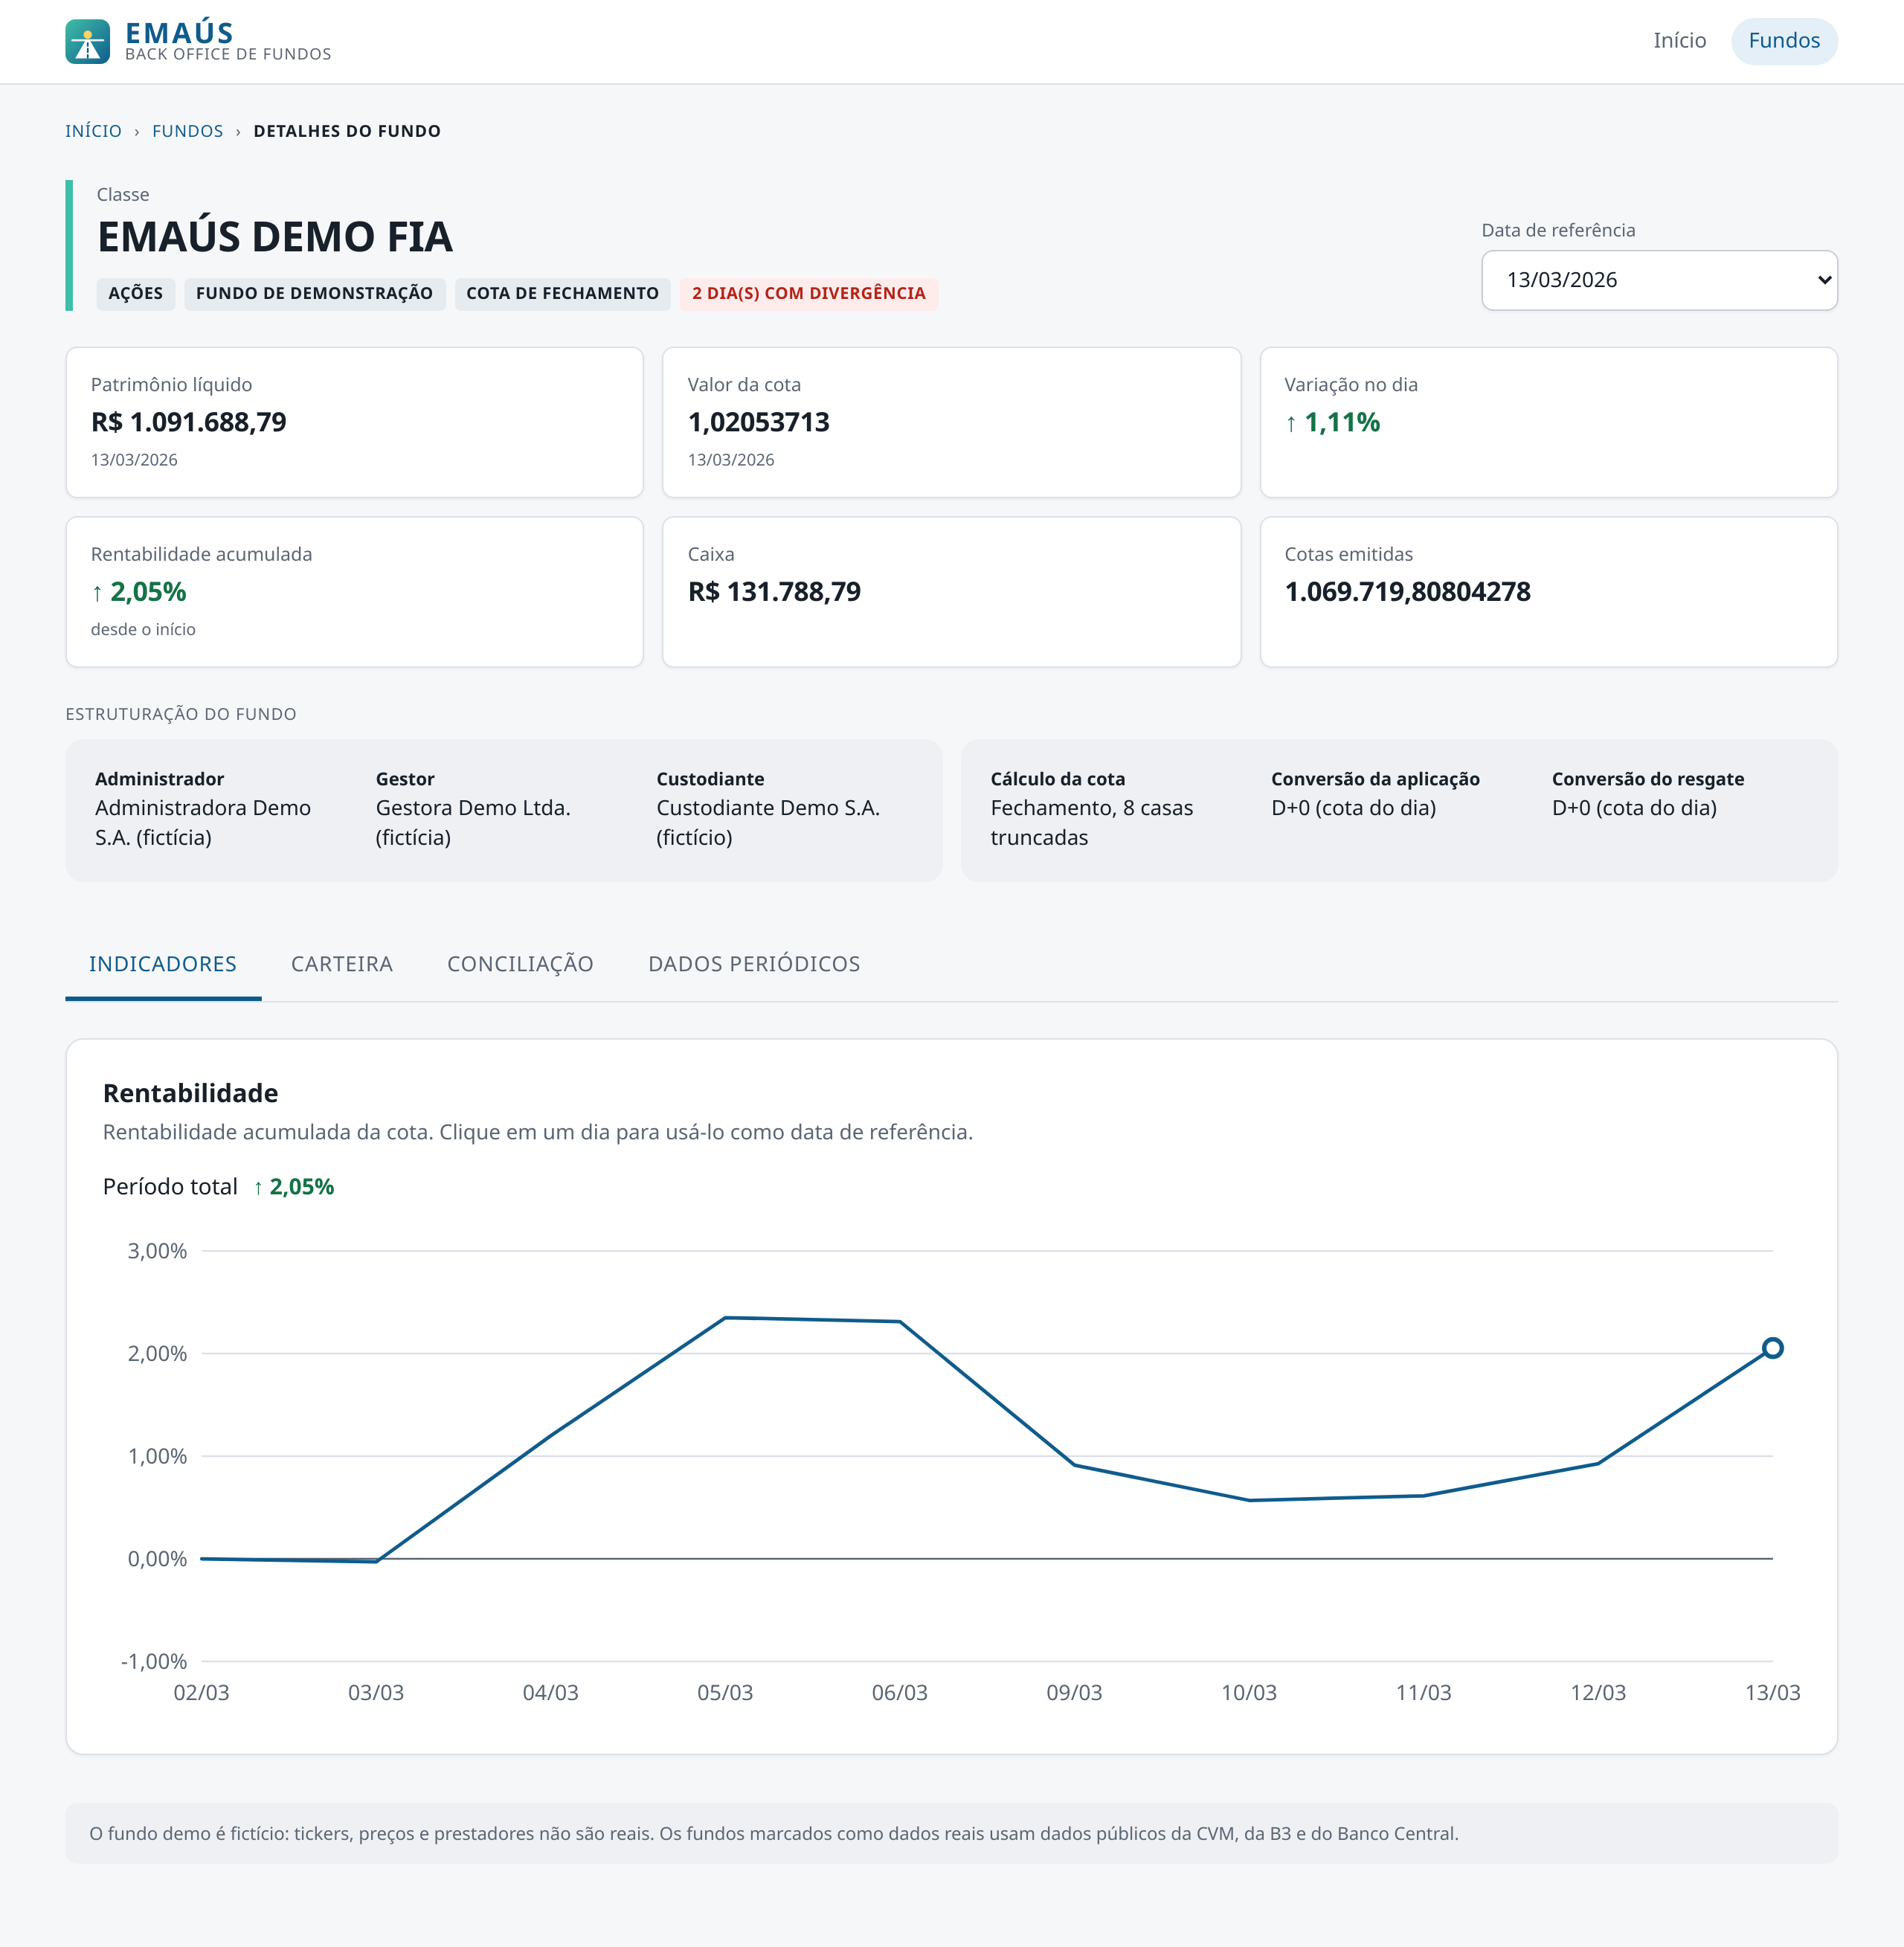 EMAÚS
BACK OFFICE DE FUNDOS
Início
Fundos
INÍCIO › FUNDOS › DETALHES DO FUNDO
Classe
EMAÚS DEMO FIA
AÇÕES
FUNDO DE DEMONSTRAÇÃO
COTA DE FECHAMENTO
2 DIA(S) COM DIVERGÊNCIA
Data de referência
13/03/2026
Patrimônio líquido
R$ 1.091.688,79
13/03/2026
Valor da cota
1,02053713
13/03/2026
Variação no dia
↑ 1,11%
Rentabilidade acumulada
↑ 2,05%
desde o início
Caixa
R$ 131.788,79
Cotas emitidas
1.069.719,80804278
ESTRUTURAÇÃO DO FUNDO
Administrador
Administradora Demo
S.A. (fictícia)
Gestor
Gestora Demo Ltda.
(fictícia)
Custodiante
Custodiante Demo S.A.
(fictício)
Cálculo da cota
Fechamento, 8 casas
truncadas
Conversão da aplicação
D+0 (cota do dia)
Conversão do resgate
D+0 (cota do dia)
INDICADORES
CARTEIRA
CONCILIAÇÃO
DADOS PERIÓDICOS
Rentabilidade
Rentabilidade acumulada da cota. Clique em um dia para usá-lo como data de referência.
Período total ↑ 2,05%
3,00%
2,00%
1,00%
0,00%
-1,00%
02/03 03/03 04/03 05/03 06/03 09/03 10/03 11/03 12/03 13/03
O fundo demo é fictício: tickers, preços e prestadores não são reais. Os fundos marcados como dados reais usam dados públicos da CVM, da B3 e do Banco Central.